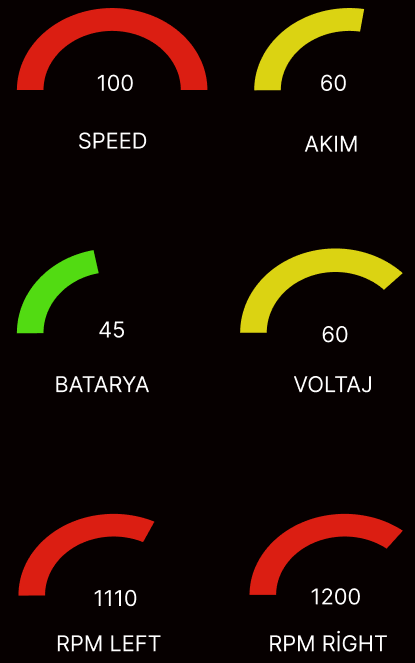 100
SPEED
60
AKIM
45
BATARYA
60
VOLTAJ
1110
RPM LEFT
1200
RPM RİGHT